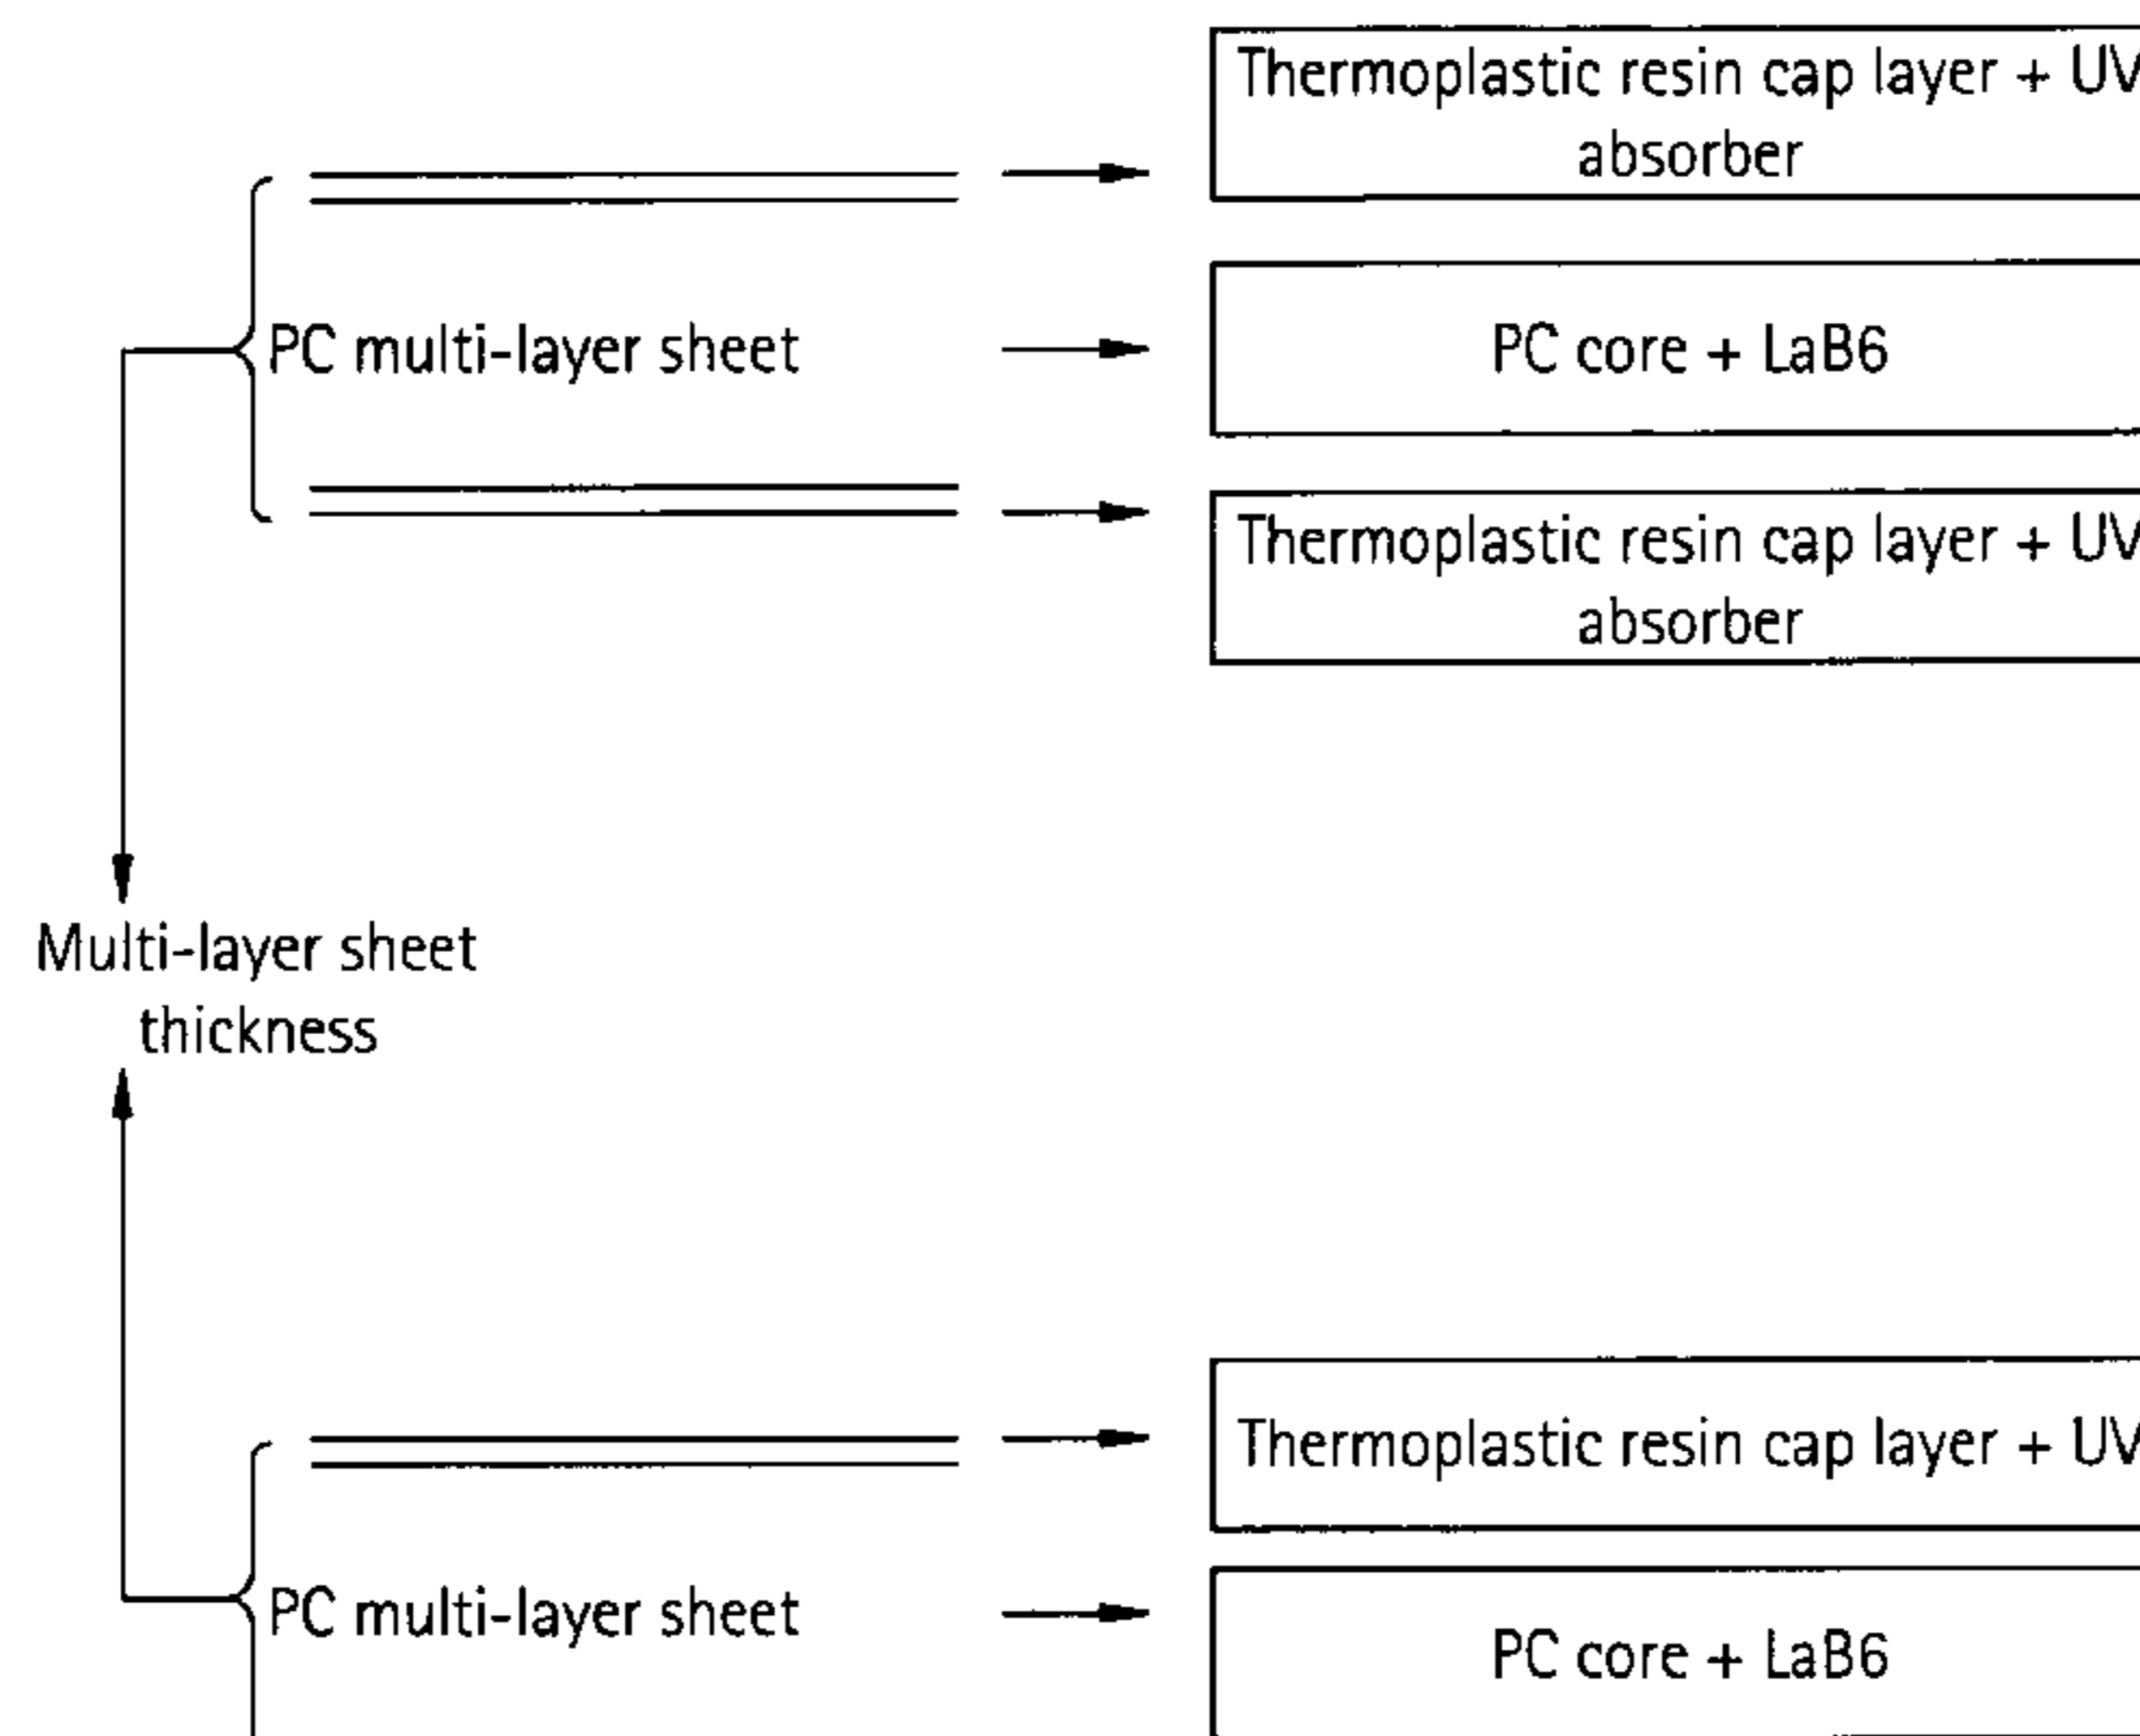 Thermoplastic resin cap layer + UV
absorber
PC multi-layer sheet
PC core + LaB6
Thermoplastic resin cap layer + UV
absorber
Multi-layer sheet
thickness
Thermoplastic resin cap layer + UV
PC multi-layer sheet
PC core + LaB6